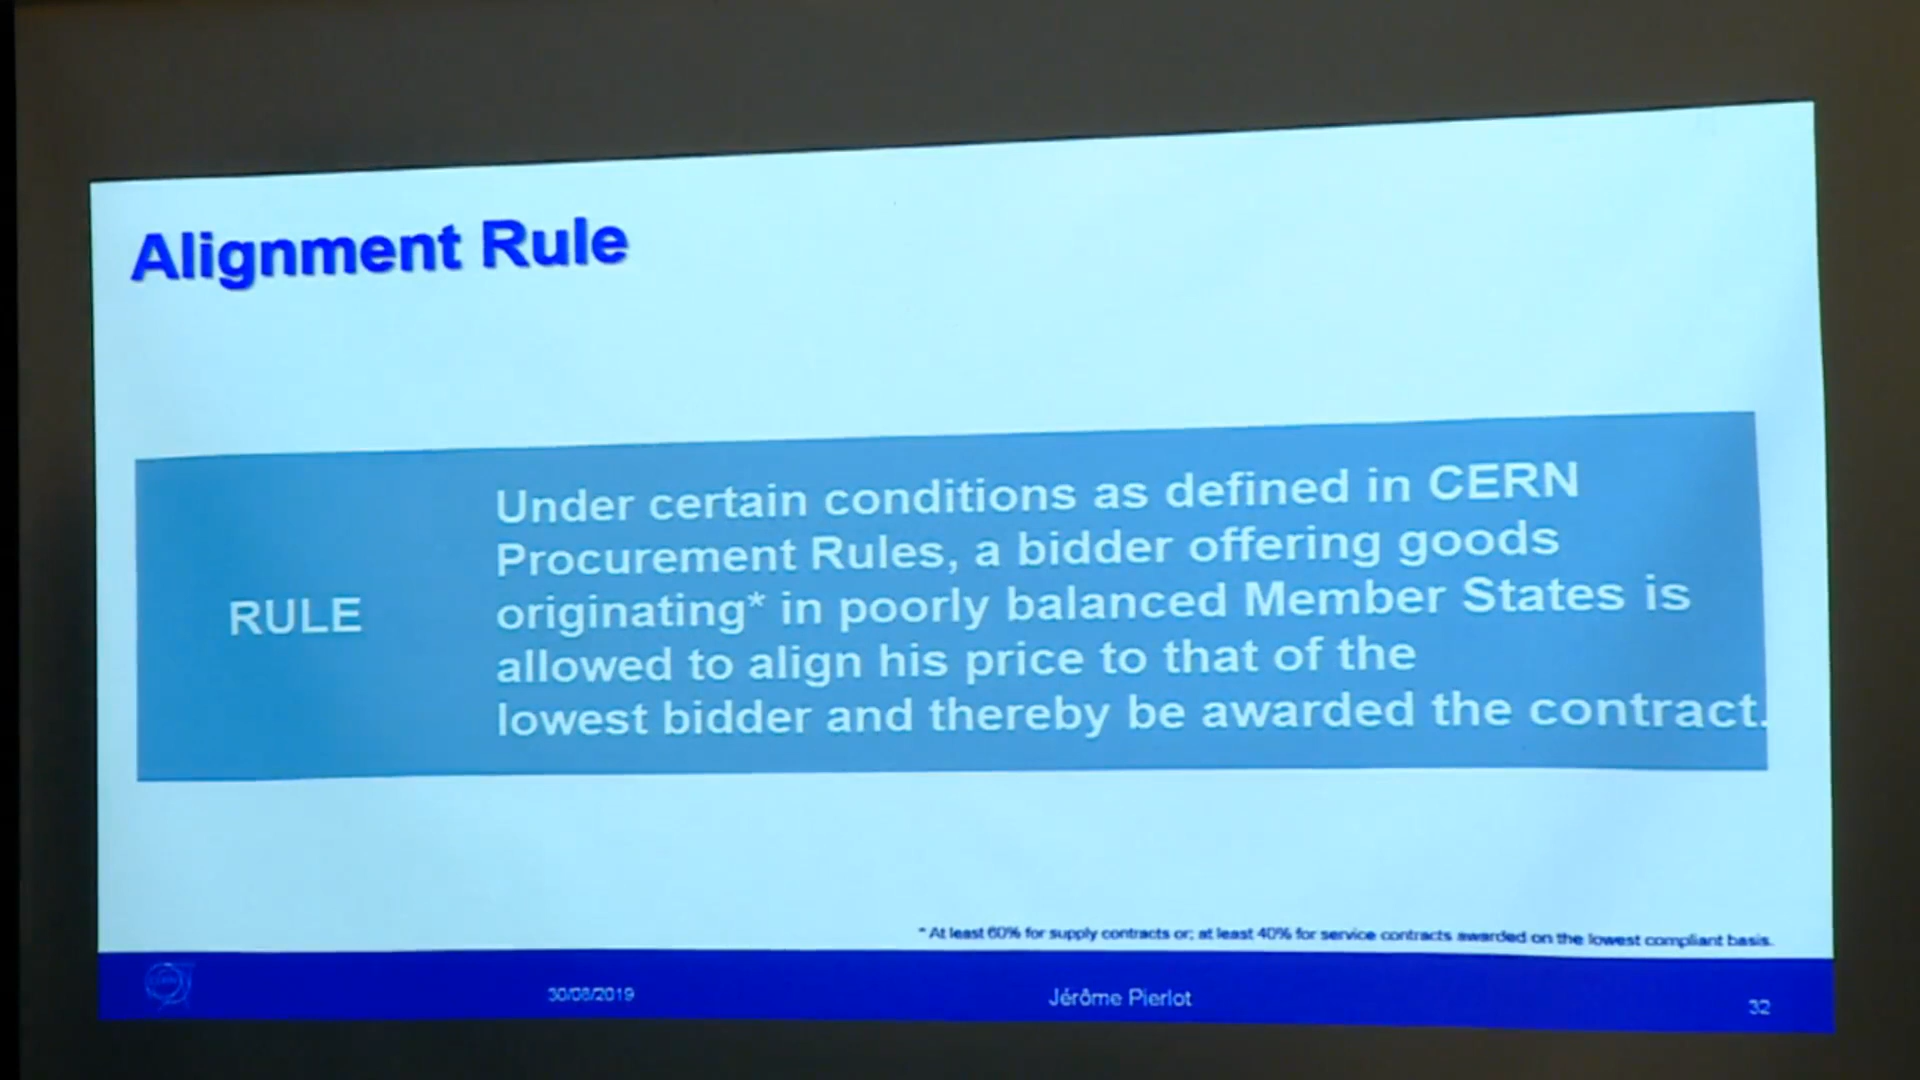 Alignment Rule
RULE
Under certain conditions as defined in CERN
Procurement Rules, a bidder offering goods
originating* in poorly balanced Member States is
allowed to align his price to that of the
lowest bidder and thereby be awarded the contract.
* At least 60% for supply contracts or; at least 40% for service contracts awarded on the lowest compliant basis.
Jérôme Pierlot
32